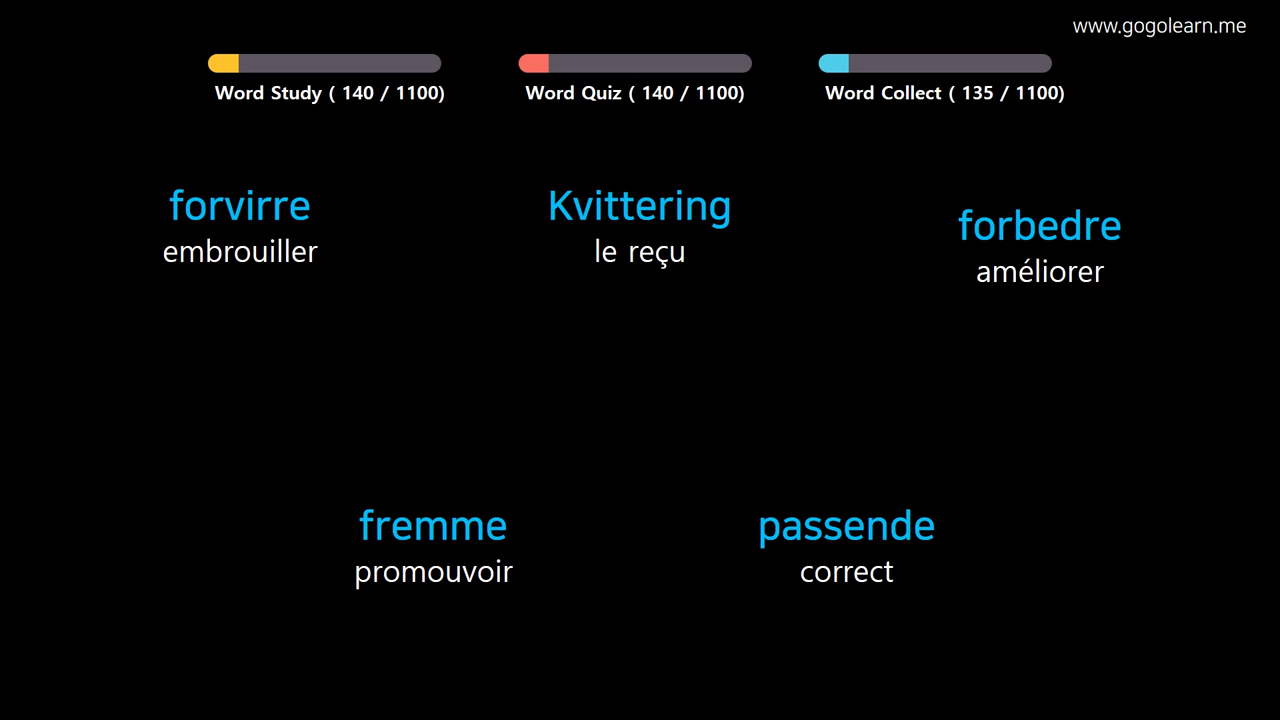 www.gogolearn.me
Word Study ( 140 / 1100)
Word Quiz ( 140 / 1100)
Word Collect ( 135 / 1100)
forvirre
embrouiller
Kvittering
le reçu
forbedre
améliorer
fremme
promouvoir
passende
correct